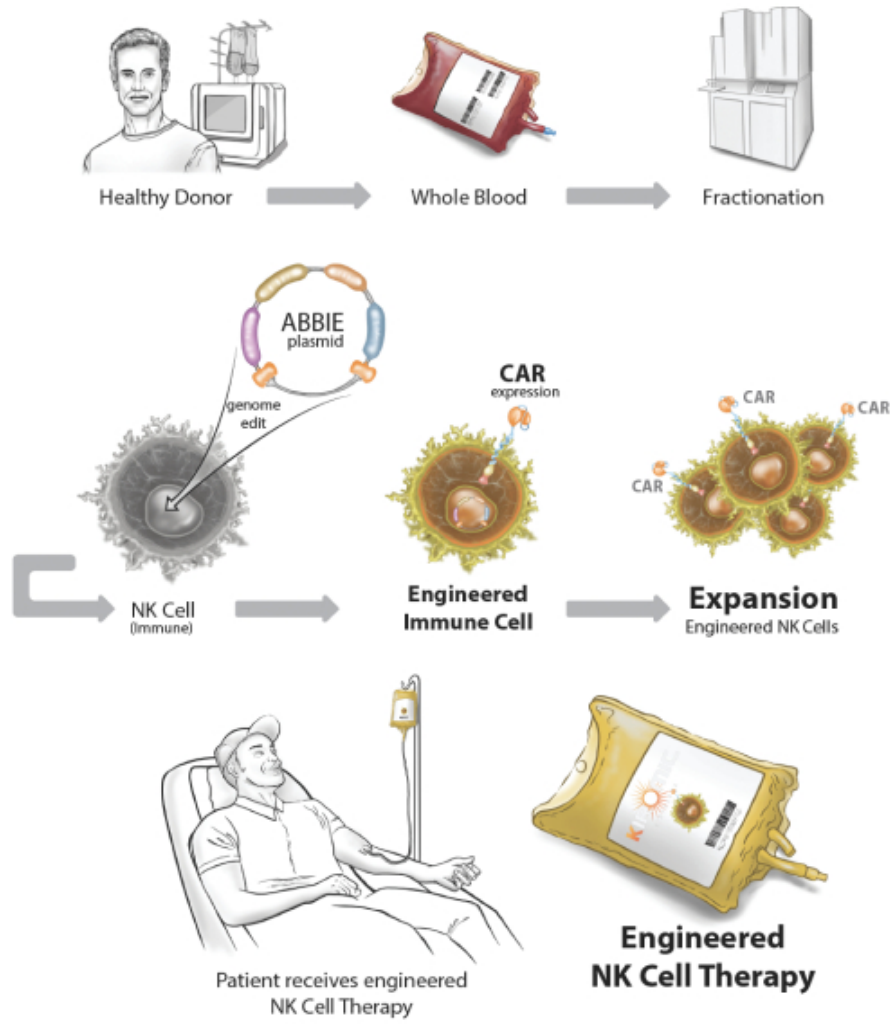 Healthy Donor
Whole Blood
Fractionation
ABBIE
plasmid
genome
edit
CAR
expression
CAR
CAR
CAR
NK Cell
(Immune)
Engineered
Immune Cell
Expansion
Engineered NK Cells
Patient receives engineered
NK Cell Therapy
Engineered
NK Cell Therapy